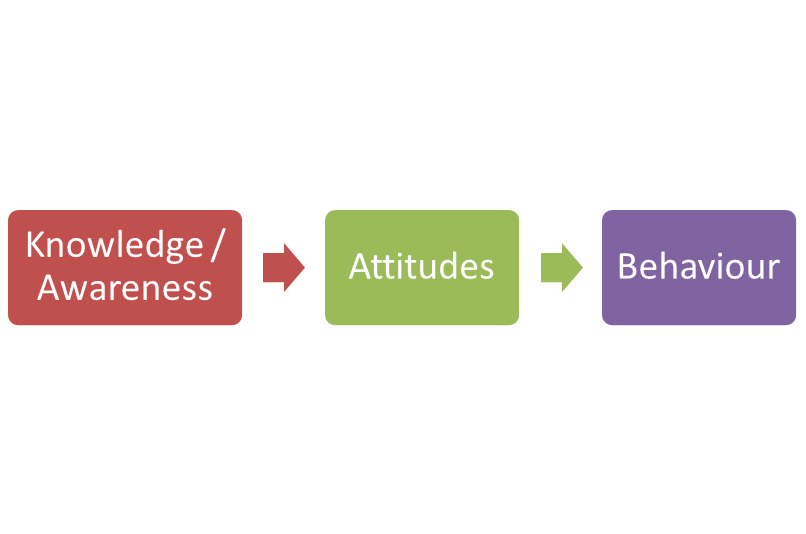 Knowledge /
Awareness
Attitudes
Behaviour